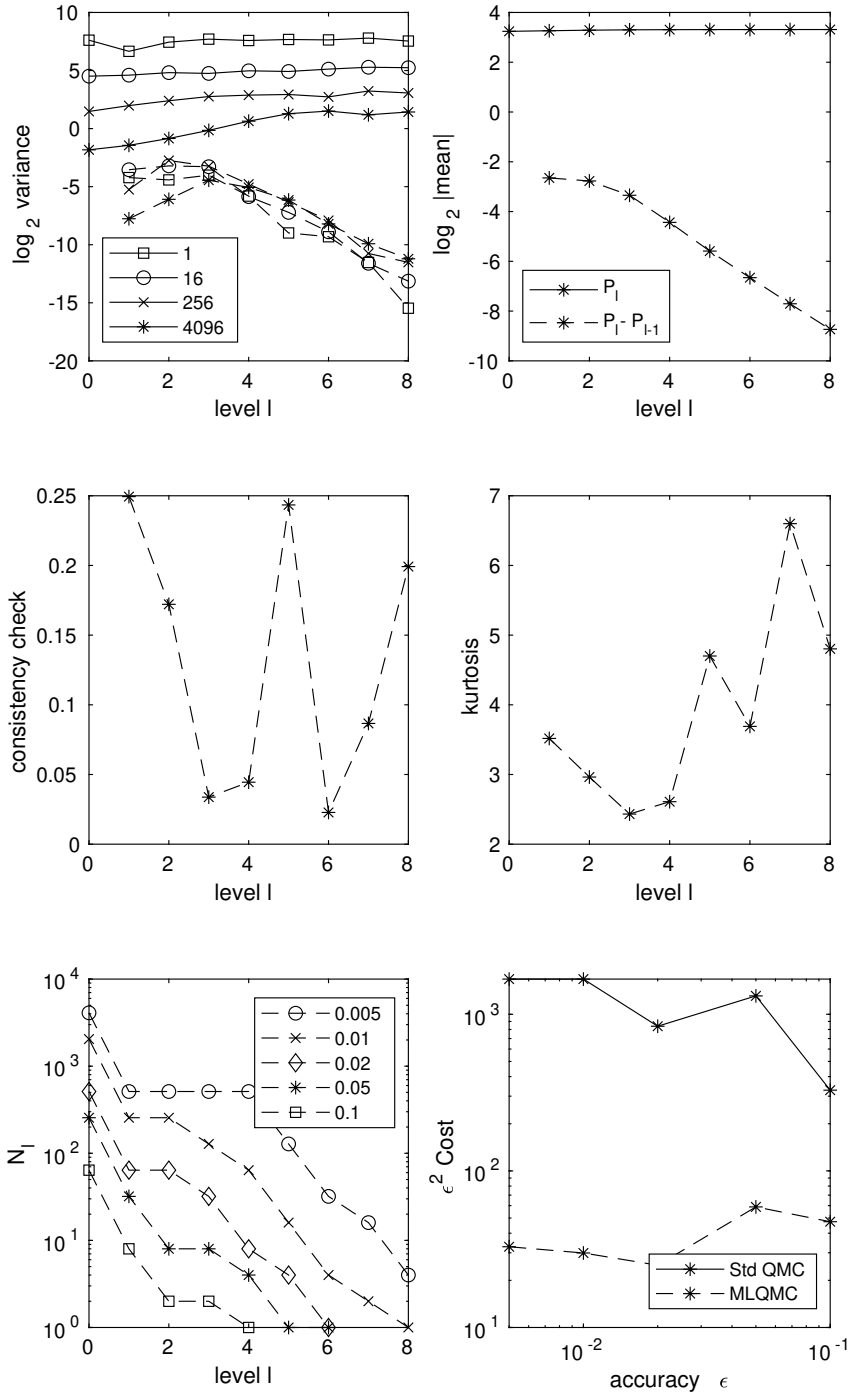 10
5
0
-5
-10
-15
-20
log 2 variance
1
16
256
4096
0 2 4 6 8
level l
4
2
0
-2
-4
-6
-8
-10
log 2 |mean|
P l
P l - P l-1
0 2 4 6 8
level l
0.25
0.2
0.15
0.1
0.05
0
consistency check
0 2 4 6 8
level l
7
6
5
4
3
2
kurtosis
0 2 4 6 8
level l
10 4
10 3
10 2
10 1
10 0
N l
0.005
0.01
0.02
0.05
0.1
0 2 4 6 8
level l
10 3
10 2
10 1
ϵ 2 Cost
Std QMC
MLQMC
10 -2 10 -1
accuracy ϵ